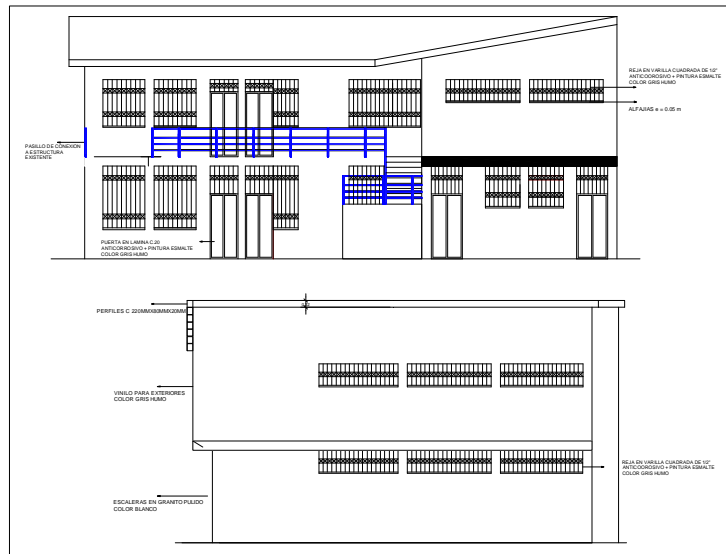 REJA EN VARILLA CUADRADA DE 1/2"
ANTICODROSIVO + PINTURA ESMALTE
COLOR GRIS HUMO
ALFAJIAS e = 0.05 m
PASILLO DE CONEXIÓN
A ESTRUCTURA
EXISTENTE
PUERTA EN LAMINA C 20
ANTICORROSIVO + PINTURA ESMALTE
COLOR GRIS HUMO
PERFILES C 220MMX80MMX20MM
VINILO PARA EXTERIORES
COLOR GRIS HUMO
REJA EN VARILLA CUADRADA DE 1/2"
ANTICODROSIVO + PINTURA ESMALTE
COLOR GRIS HUMO
ESCALERAS EN GRANITO PULIDO
COLOR BLANCO